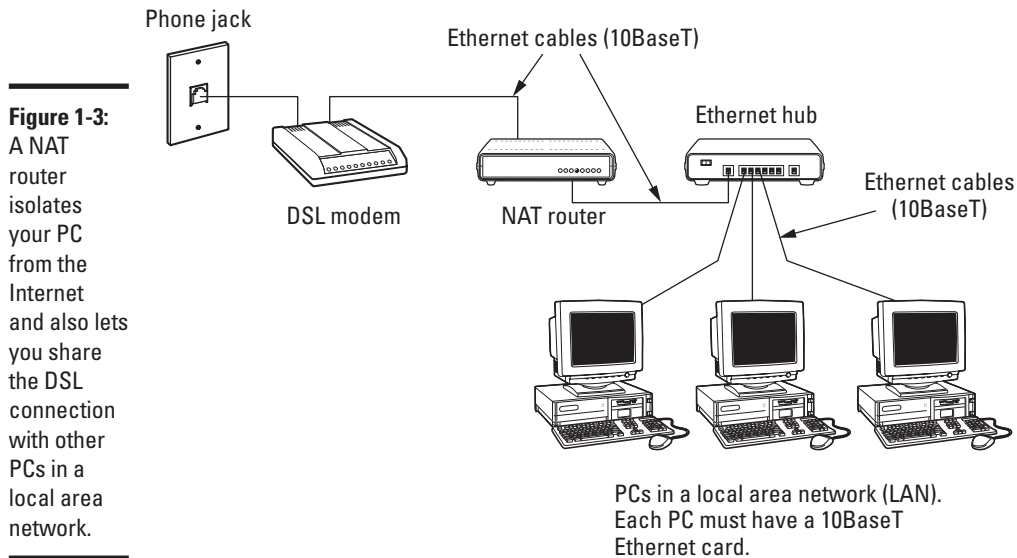 Phone jack
Ethernet cables (10BaseT)
Ethernet hub
Ethernet cables
(10BaseT)
DSL modem
NAT router
Figure 1-3:
A NAT
router
isolates
your PC
from the
Internet
and also lets
you share
the DSL
connection
with other
PCs in a
local area
network.
PCs in a local area network (LAN).
Each PC must have a 10BaseT
Ethernet card.